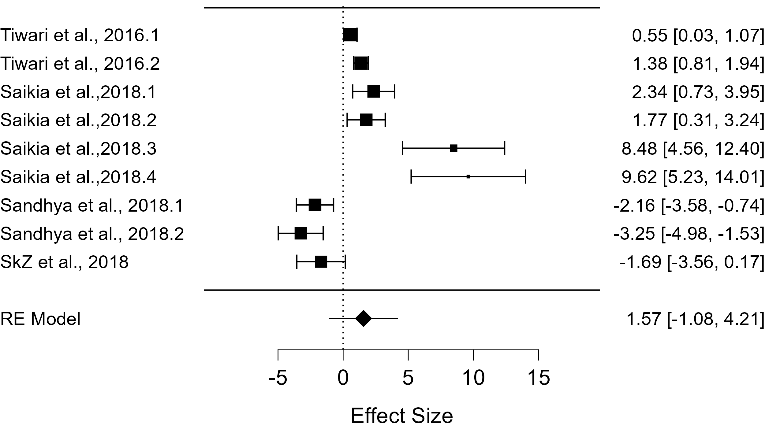 Tiwari et al., 2016.1 0.55 [0.03, 1.07]
Tiwari et al., 2016.2 1.38 [0.81, 1.94]
Saikia et al.,2018.1 2.34 [0.73, 3.95]
Saikia et al.,2018.2 1.77 [0.31, 3.24]
Saikia et al.,2018.3 8.48 [4.56, 12.40]
Saikia et al.,2018.4 9.62 [5.23, 14.01]
Sandhya et al., 2018.1 -2.16 [-3.58, -0.74]
Sandhya et al., 2018.2 -3.25 [-4.98, -1.53]
SkZ et al., 2018 -1.69 [-3.56, 0.17]
RE Model 1.57 [-1.08, 4.21]
-5 0 5 10 15
Effect Size